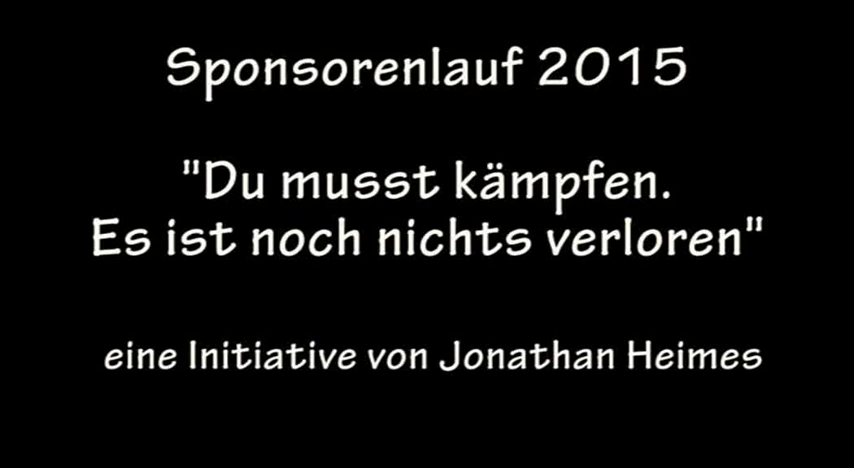 Sponsorenlauf 2015
"Du musst kämpfen.
Es ist noch nichts verloren"
eine Initiative von Jonathan Heimes